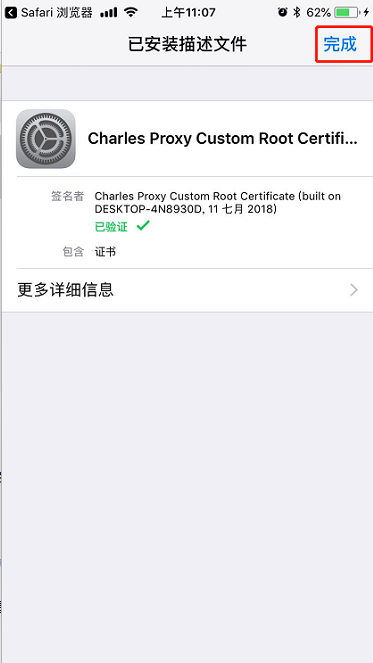 Safari 浏览器 上午11:07 62%
已安装描述文件 完成
Charles Proxy Custom Root Certifi...
签名者 Charles Proxy Custom Root Certificate (built on
DESKTOP-4N8930D, 11 七月 2018)
已验证
包含 证书
更多详细信息